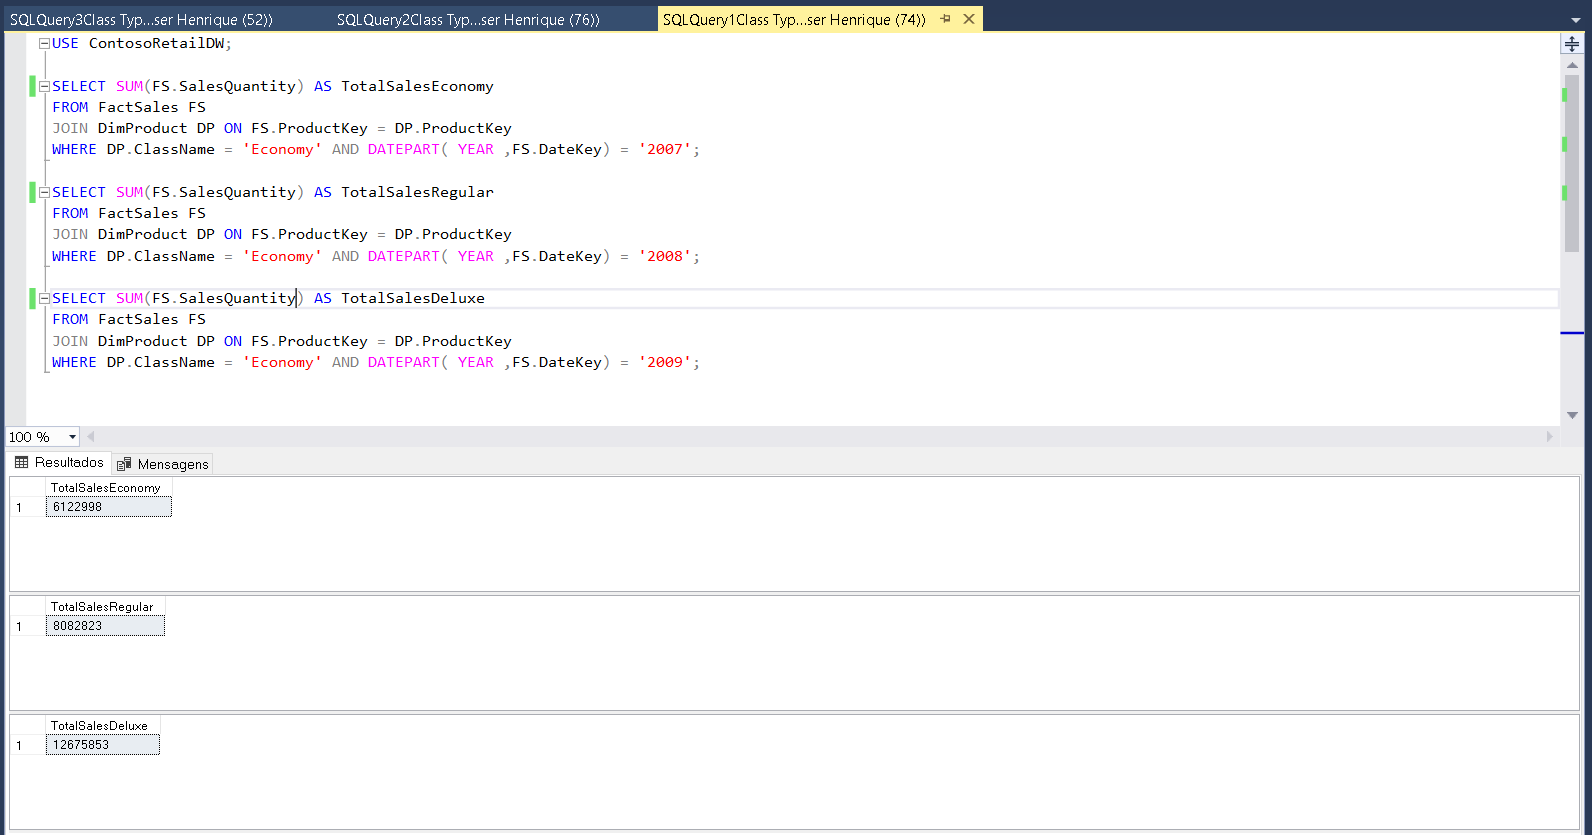 SQLQuery3Class Typ...ser Henrique (52))  SQLQuery2Class Typ...ser Henrique (76))  SQLQuery1Class Typ...ser Henrique (74))
USE ContosoRetailDW;
SELECT SUM(FS.SalesQuantity) AS TotalSalesEconomy
FROM FactSales FS
JOIN DimProduct DP ON FS.ProductKey = DP.ProductKey
WHERE DP.ClassName = 'Economy' AND DATEPART( YEAR ,FS.DateKey) = '2007';
SELECT SUM(FS.SalesQuantity) AS TotalSalesRegular
FROM FactSales FS
JOIN DimProduct DP ON FS.ProductKey = DP.ProductKey
WHERE DP.ClassName = 'Economy' AND DATEPART( YEAR ,FS.DateKey) = '2008';
SELECT SUM(FS.SalesQuantity) AS TotalSalesDeluxe
FROM FactSales FS
JOIN DimProduct DP ON FS.ProductKey = DP.ProductKey
WHERE DP.ClassName = 'Economy' AND DATEPART( YEAR ,FS.DateKey) = '2009';
100 %
Resultados  Mensagens
TotalSalesEconomy
1  6122998
TotalSalesRegular
1  8082823
TotalSalesDeluxe
1  12675853